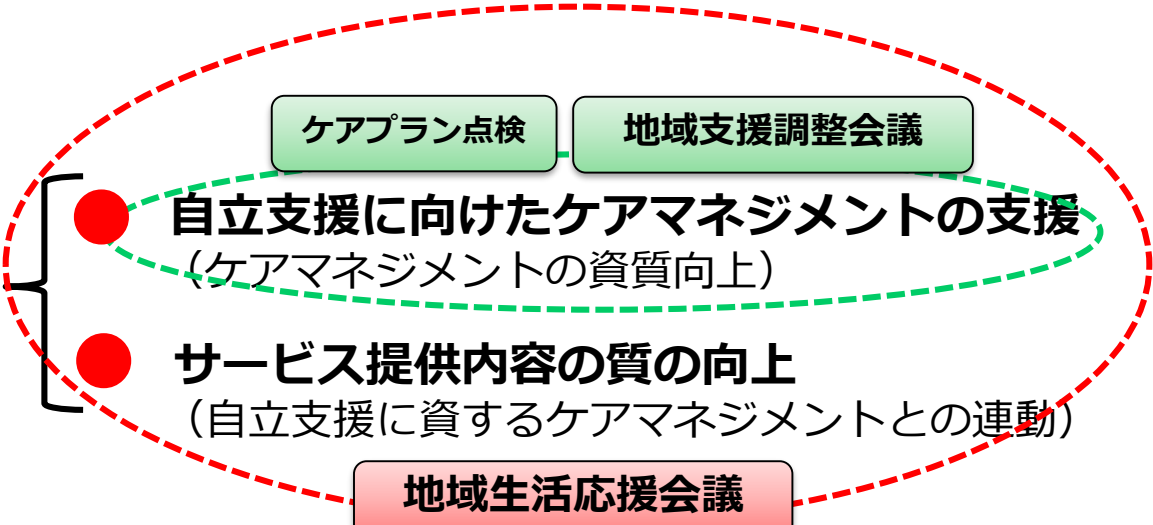 ケアプラン点検
地域支援調整会議
自立支援に向けたケアマネジメントの支援
（ケアマネジメントの資質向上）
サービス提供内容の質の向上
（自立支援に資するケアマネジメントとの連動）
地域生活応援会議